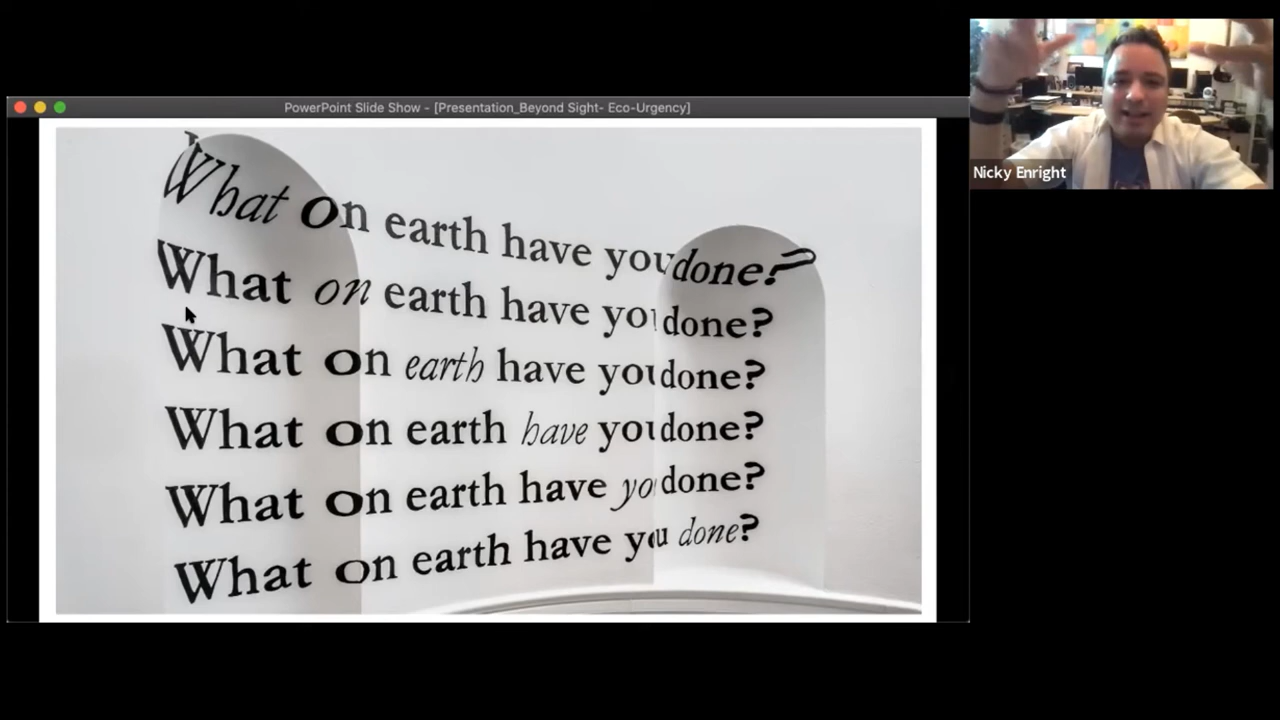 PowerPoint Slide Show - [Presentation_Beyond Sight- Eco-Urgency]
What on earth have you done?
What on earth have you done?
What on earth have you done?
What on earth have you done?
What on earth have yo done?
What on earth have you done?
Nicky Enright